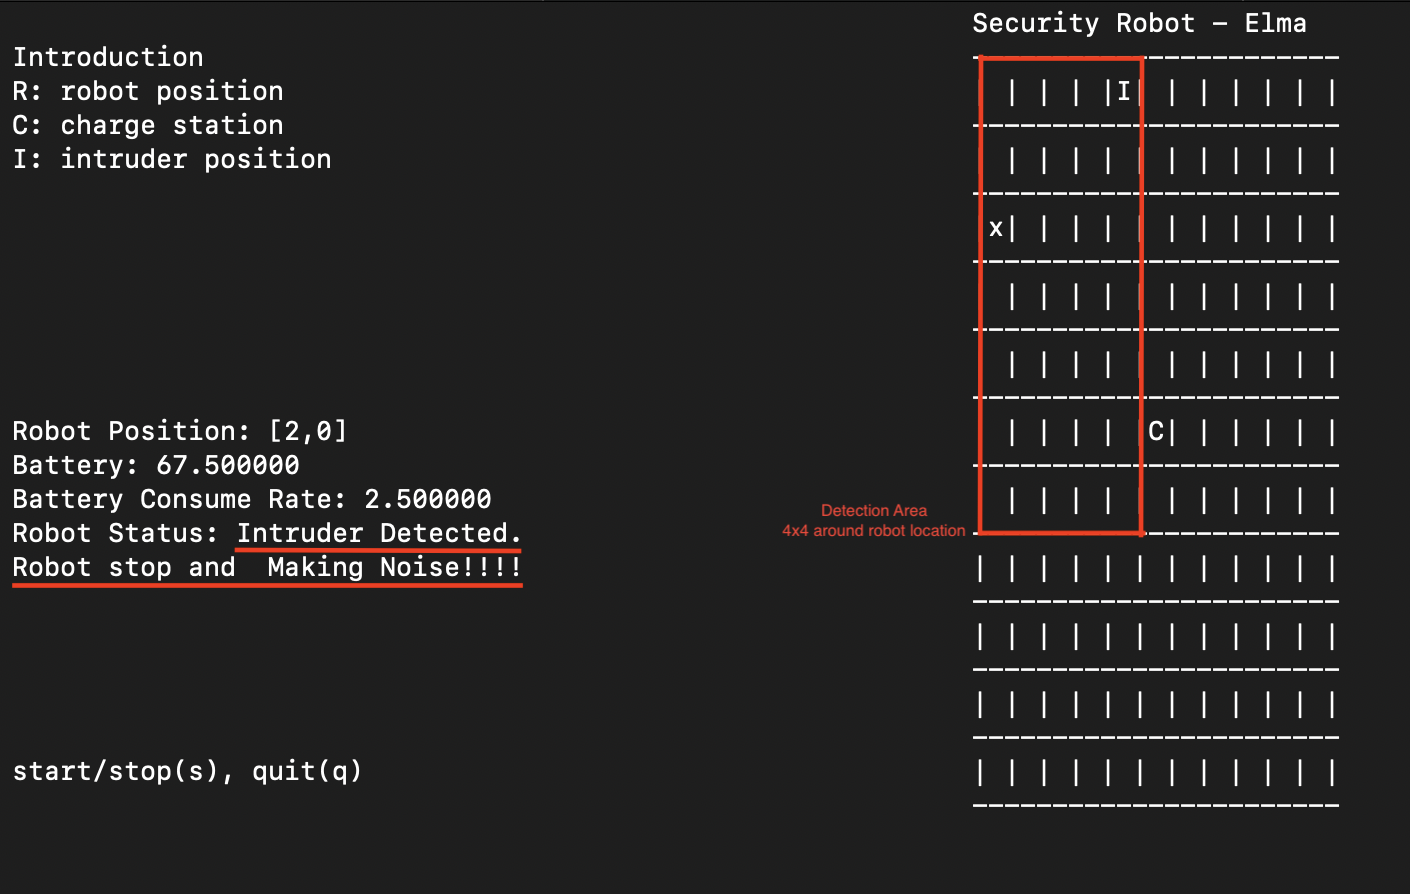 Security Robot – Elma
Introduction
R: robot position
C: charge station
I: intruder position
I
x
C
Robot Position: [2,0]
Battery: 67.500000
Battery Consume Rate: 2.500000
Robot Status: Intruder Detected.
Robot stop and  Making Noise!!!!
Detection Area
4x4 around robot location
start/stop(s), quit(q)